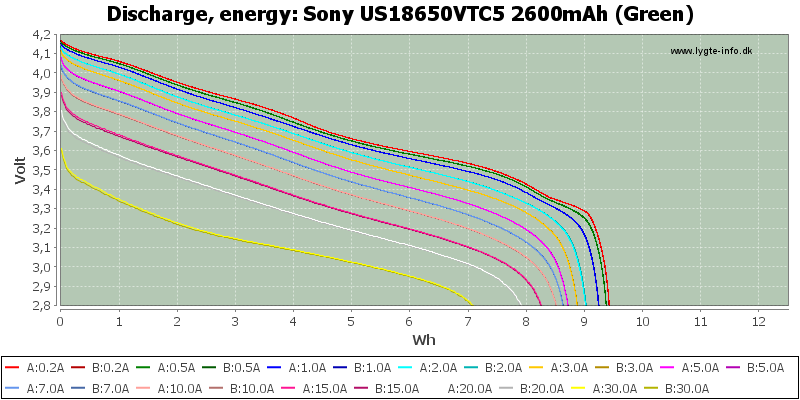 Discharge, energy: Sony US18650VTC5 2600mAh (Green)
www.lygte-info.dk
4,2
4,1
4,0
3,9
3,8
3,7
3,6
3,5
3,4
3,3
3,2
3,1
3,0
2,9
2,8
Volt
0 1 2 3 4 5 6 7 8 9 10 11 12
Wh
A:0.2A B:0.2A A:0.5A B:0.5A A:1.0A B:1.0A A:2.0A B:2.0A A:3.0A B:3.0A A:5.0A B:5.0A
A:7.0A B:7.0A A:10.0A B:10.0A A:15.0A B:15.0A A:20.0A B:20.0A A:30.0A B:30.0A